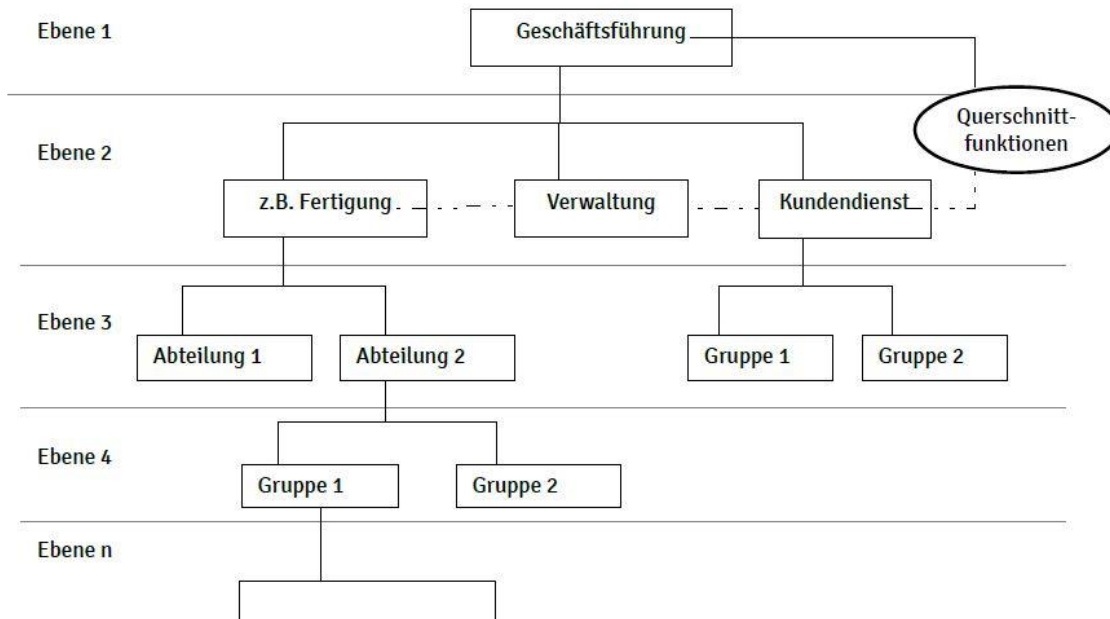 Ebene 1
Geschäftsführung
Querschnitt-
funktionen
Ebene 2
z.B. Fertigung
Verwaltung
Kundendienst
Ebene 3
Abteilung 1
Abteilung 2
Gruppe 1
Gruppe 2
Ebene 4
Gruppe 1
Gruppe 2
Ebene n